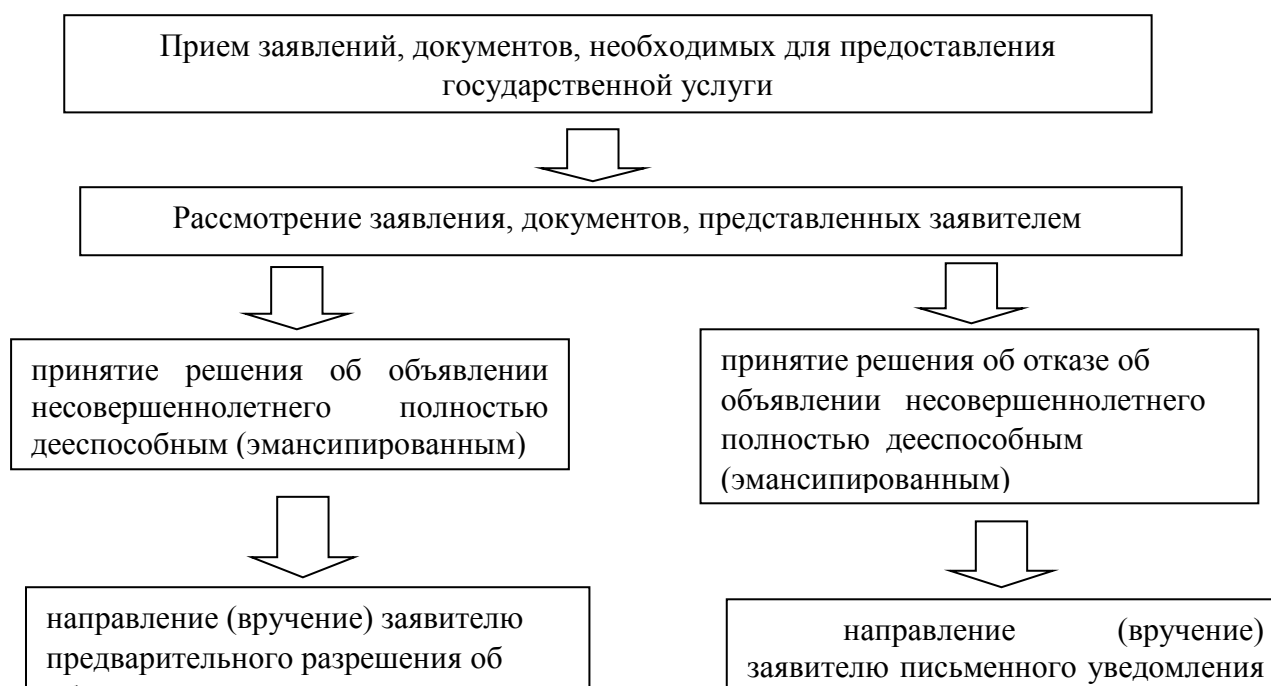 Прием заявлений, документов, необходимых для предоставления
государственной услуги
Рассмотрение заявления, документов, представленных заявителем
принятие решения об объявлении
несовершеннолетнего полностью
дееспособным (эмансипированным)
принятие решения об отказе об
объявлении несовершеннолетнего
полностью дееспособным
(эмансипированным)
направление (вручение) заявителю
предварительного разрешения об
направление (вручение)
заявителю письменного уведомления